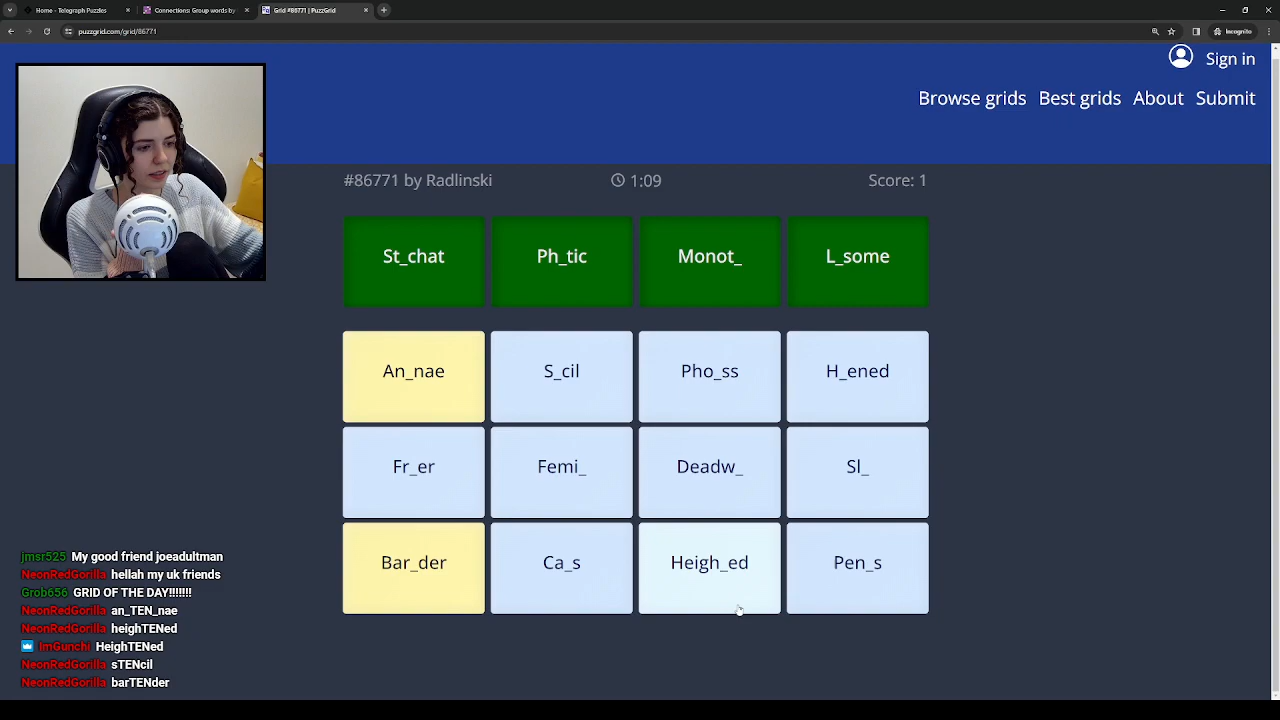 Home - Telegraph Puzzles
Connections: Group words by
Grid #86771 | PuzzGrid
puzzgrid.com/grid/86771
Incognito
Sign in
Browse grids Best grids About Submit
#86771 by Radlinski 1:09 Score: 1
St_chat Ph_tic Monot_ L_some
An_nae S_cil Pho_ss H_ened
Fr_er Femi_ Deadw_ Sl_
Bar_der Ca_s Heigh_ed Pen_s
jmsr525 My good friend joeadultman
NeonRedGorilla hellah my uk friends
Grob656 GRID OF THE DAY!!!!!!!
NeonRedGorilla an_TEN_nae
NeonRedGorilla heighTENed
ImGunchi HeighTENed
NeonRedGorilla sTENcil
NeonRedGorilla barTENder